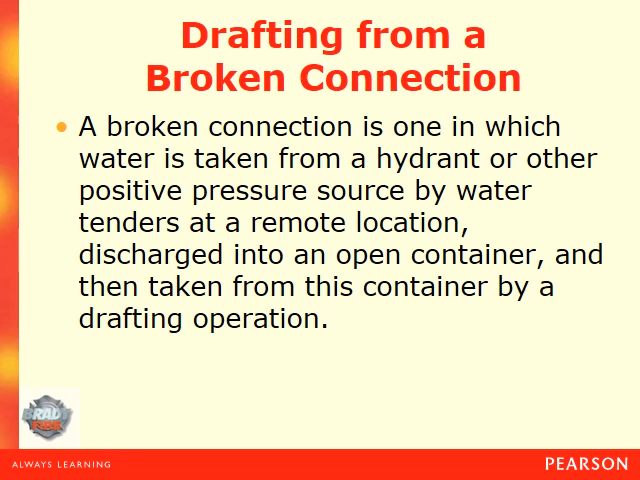 Drafting from a
Broken Connection
• A broken connection is one in which
water is taken from a hydrant or other
positive pressure source by water
tenders at a remote location,
discharged into an open container, and
then taken from this container by a
drafting operation.
BRADY
FIRE
ALWAYS LEARNING
PEARSON